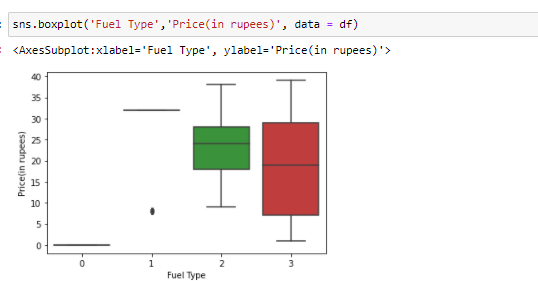 sns.boxplot('Fuel Type','Price(in rupees)', data = df)
<AxesSubplot:xlabel='Fuel Type', ylabel='Price(in rupees)'>
40
35
30
25
20
15
10
5
0
Price(in rupees)
0 1 2 3
Fuel Type